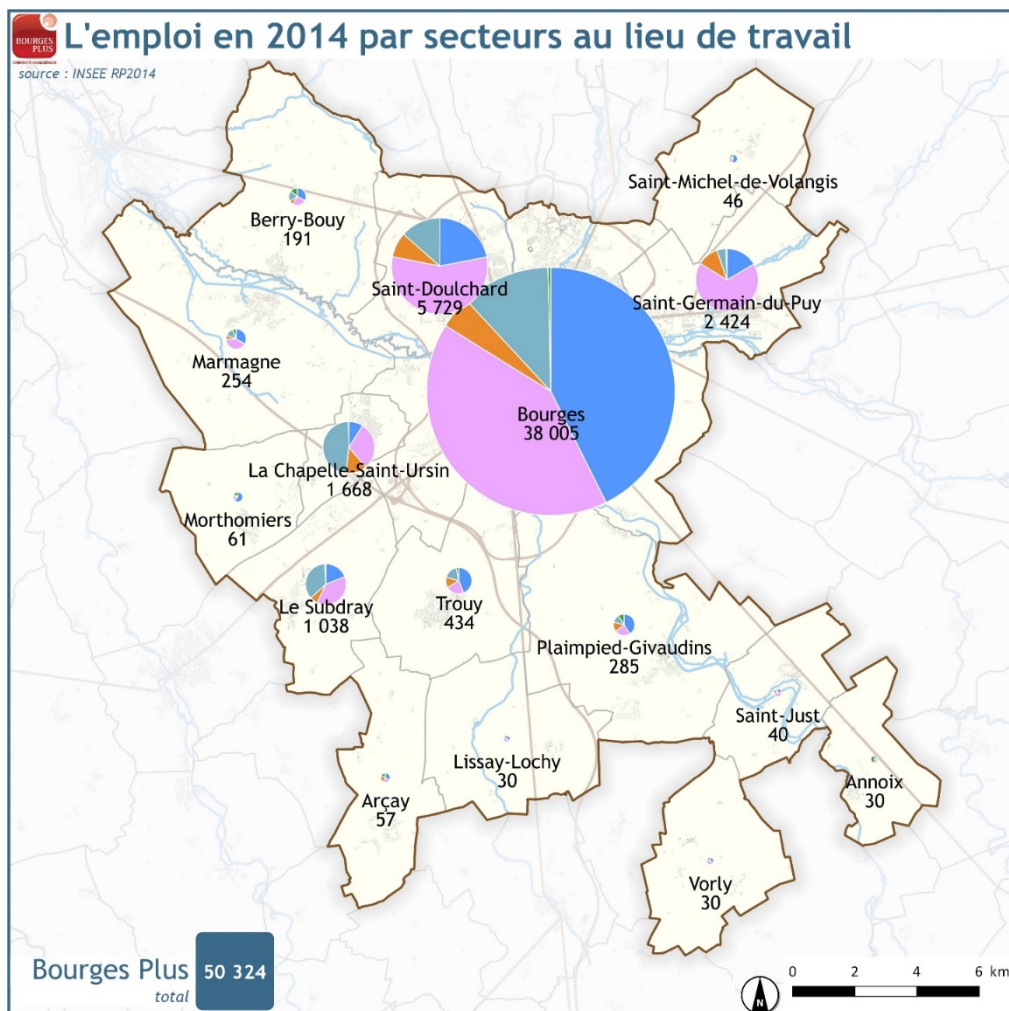 BOURGES
PLUS
L'emploi en 2014 par secteurs au lieu de travail
source : INSEE RP2014
Saint-Michel-de-Volangis
46
Berry-Bouy
191
Saint-Doulchard
5 729
Saint-Germain-du-Puy
2 424
Marmagne
254
Bourges
38 005
La Chapelle-Saint-Ursin
1 668
Morthomiers
61
Le Subdray
1 038
Trouy
434
Plaimpied-Givaudins
285
Saint-Just
40
Lissay-Lochy
30
Annoix
30
Arçay
57
Vorly
30
Bourges Plus
total
50 324
0 2 4 6 km
N